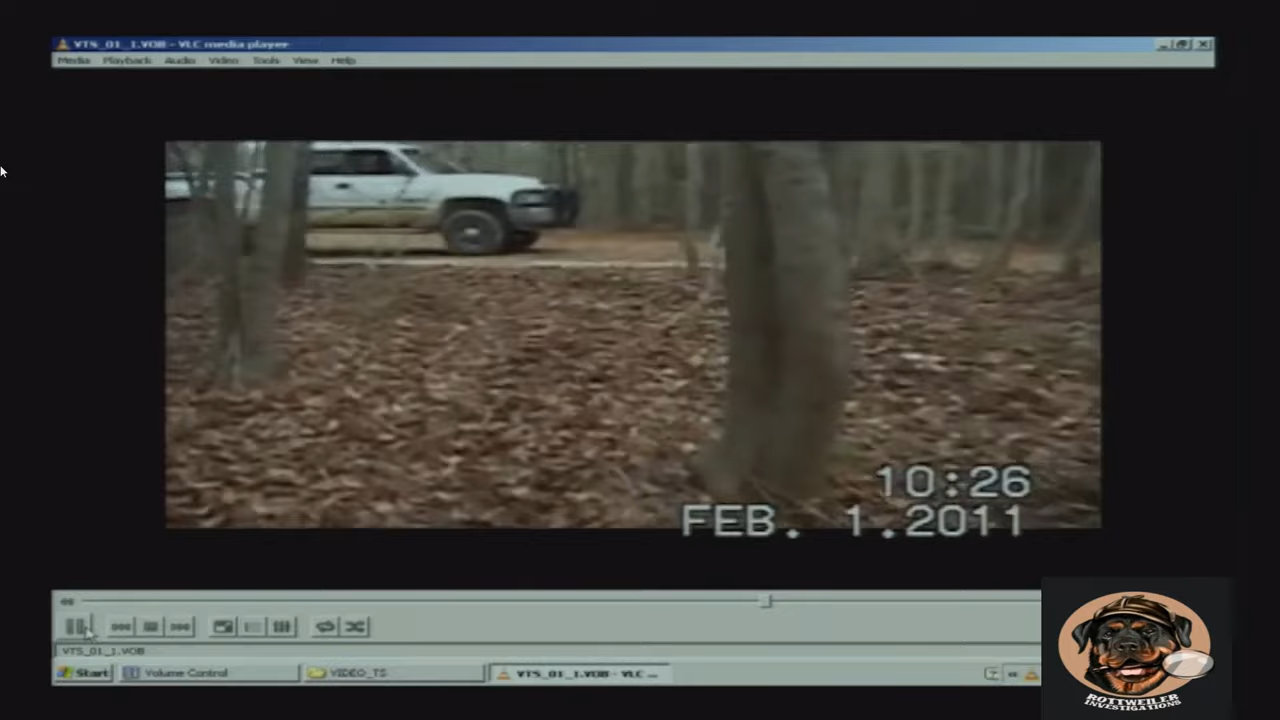 VTS_01_1.VOB - VLC media player
Media Playback Audio Video Tools View Help
10:26
FEB. 1.2011
VTS_01_1.VOB
Start Volume Control VIDEO_TS VTS_01_1.VOB - VLC ...
ROTTWEILER
INVESTIGATIONS